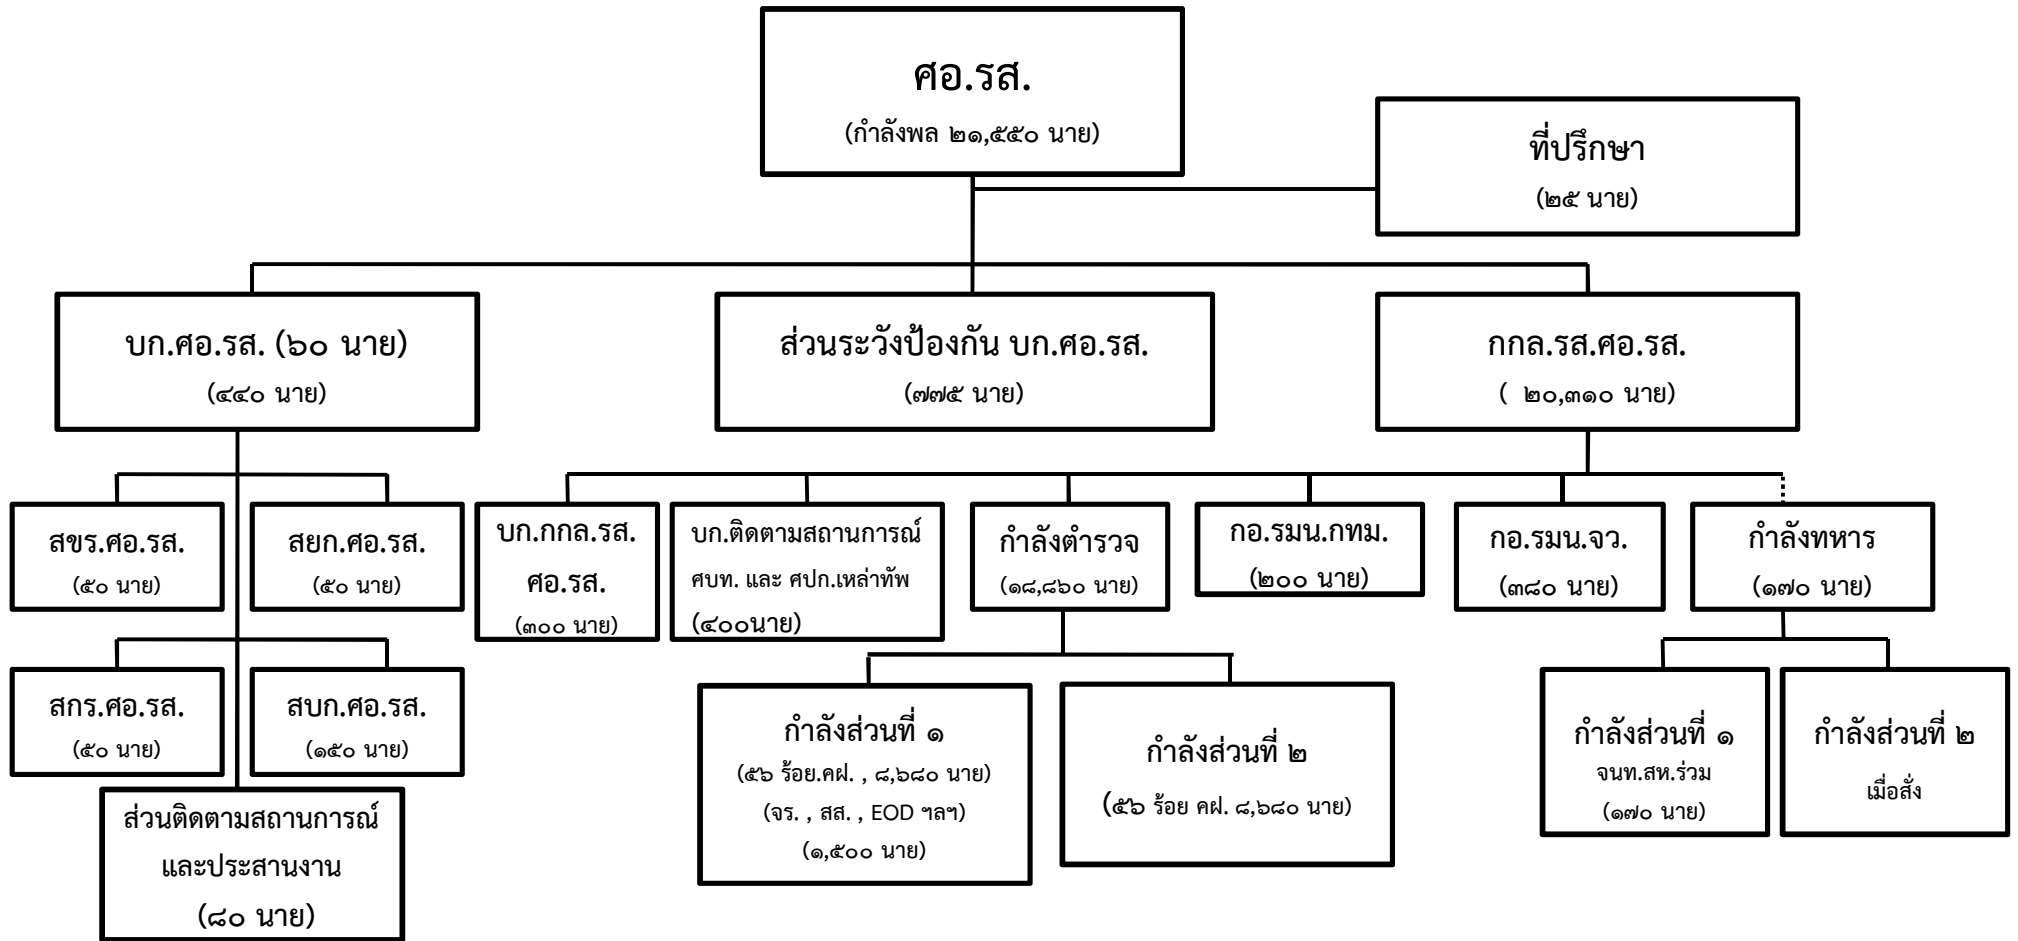 ศอ.รส.
(กำลังพล ๒๑,๕๕๐ นาย)
ที่ปรึกษา
(๒๕ นาย)
บก.ศอ.รส. (๖๐ นาย)
(๔๔๐ นาย)
ส่วนระวังป้องกัน บก.ศอ.รส.
(๗๗๕ นาย)
กกล.รส.ศอ.รส.
( ๒๐,๓๑๐ นาย)
สขร.ศอ.รส.
(๕๐ นาย)
สยก.ศอ.รส.
(๕๐ นาย)
บก.กกล.รส.
ศอ.รส.
(๓๐๐ นาย)
บก.ติดตามสถานการณ์
ศบท. และ ศปก.เหล่าทัพ
(๔๐๐นาย)
กำลังตำรวจ
(๑๘,๘๖๐ นาย)
กอ.รมน.กทม.
(๒๐๐ นาย)
กอ.รมน.จว.
(๓๘๐ นาย)
กำลังทหาร
(๑๗๐ นาย)
สกร.ศอ.รส.
(๕๐ นาย)
สบก.ศอ.รส.
(๑๕๐ นาย)
ส่วนติดตามสถานการณ์
และประสานงาน
(๘๐ นาย)
กำลังส่วนที่ ๑
(๕๖ ร้อย.คฝ. , ๘,๖๘๐ นาย)
(จร. , สส. , EOD ฯลฯ)
(๑,๕๐๐ นาย)
กำลังส่วนที่ ๒
(๕๖ ร้อย คฝ. ๘,๖๘๐ นาย)
กำลังส่วนที่ ๑
จนท.สห.ร่วม
(๑๗๐ นาย)
กำลังส่วนที่ ๒
เมื่อสั่ง